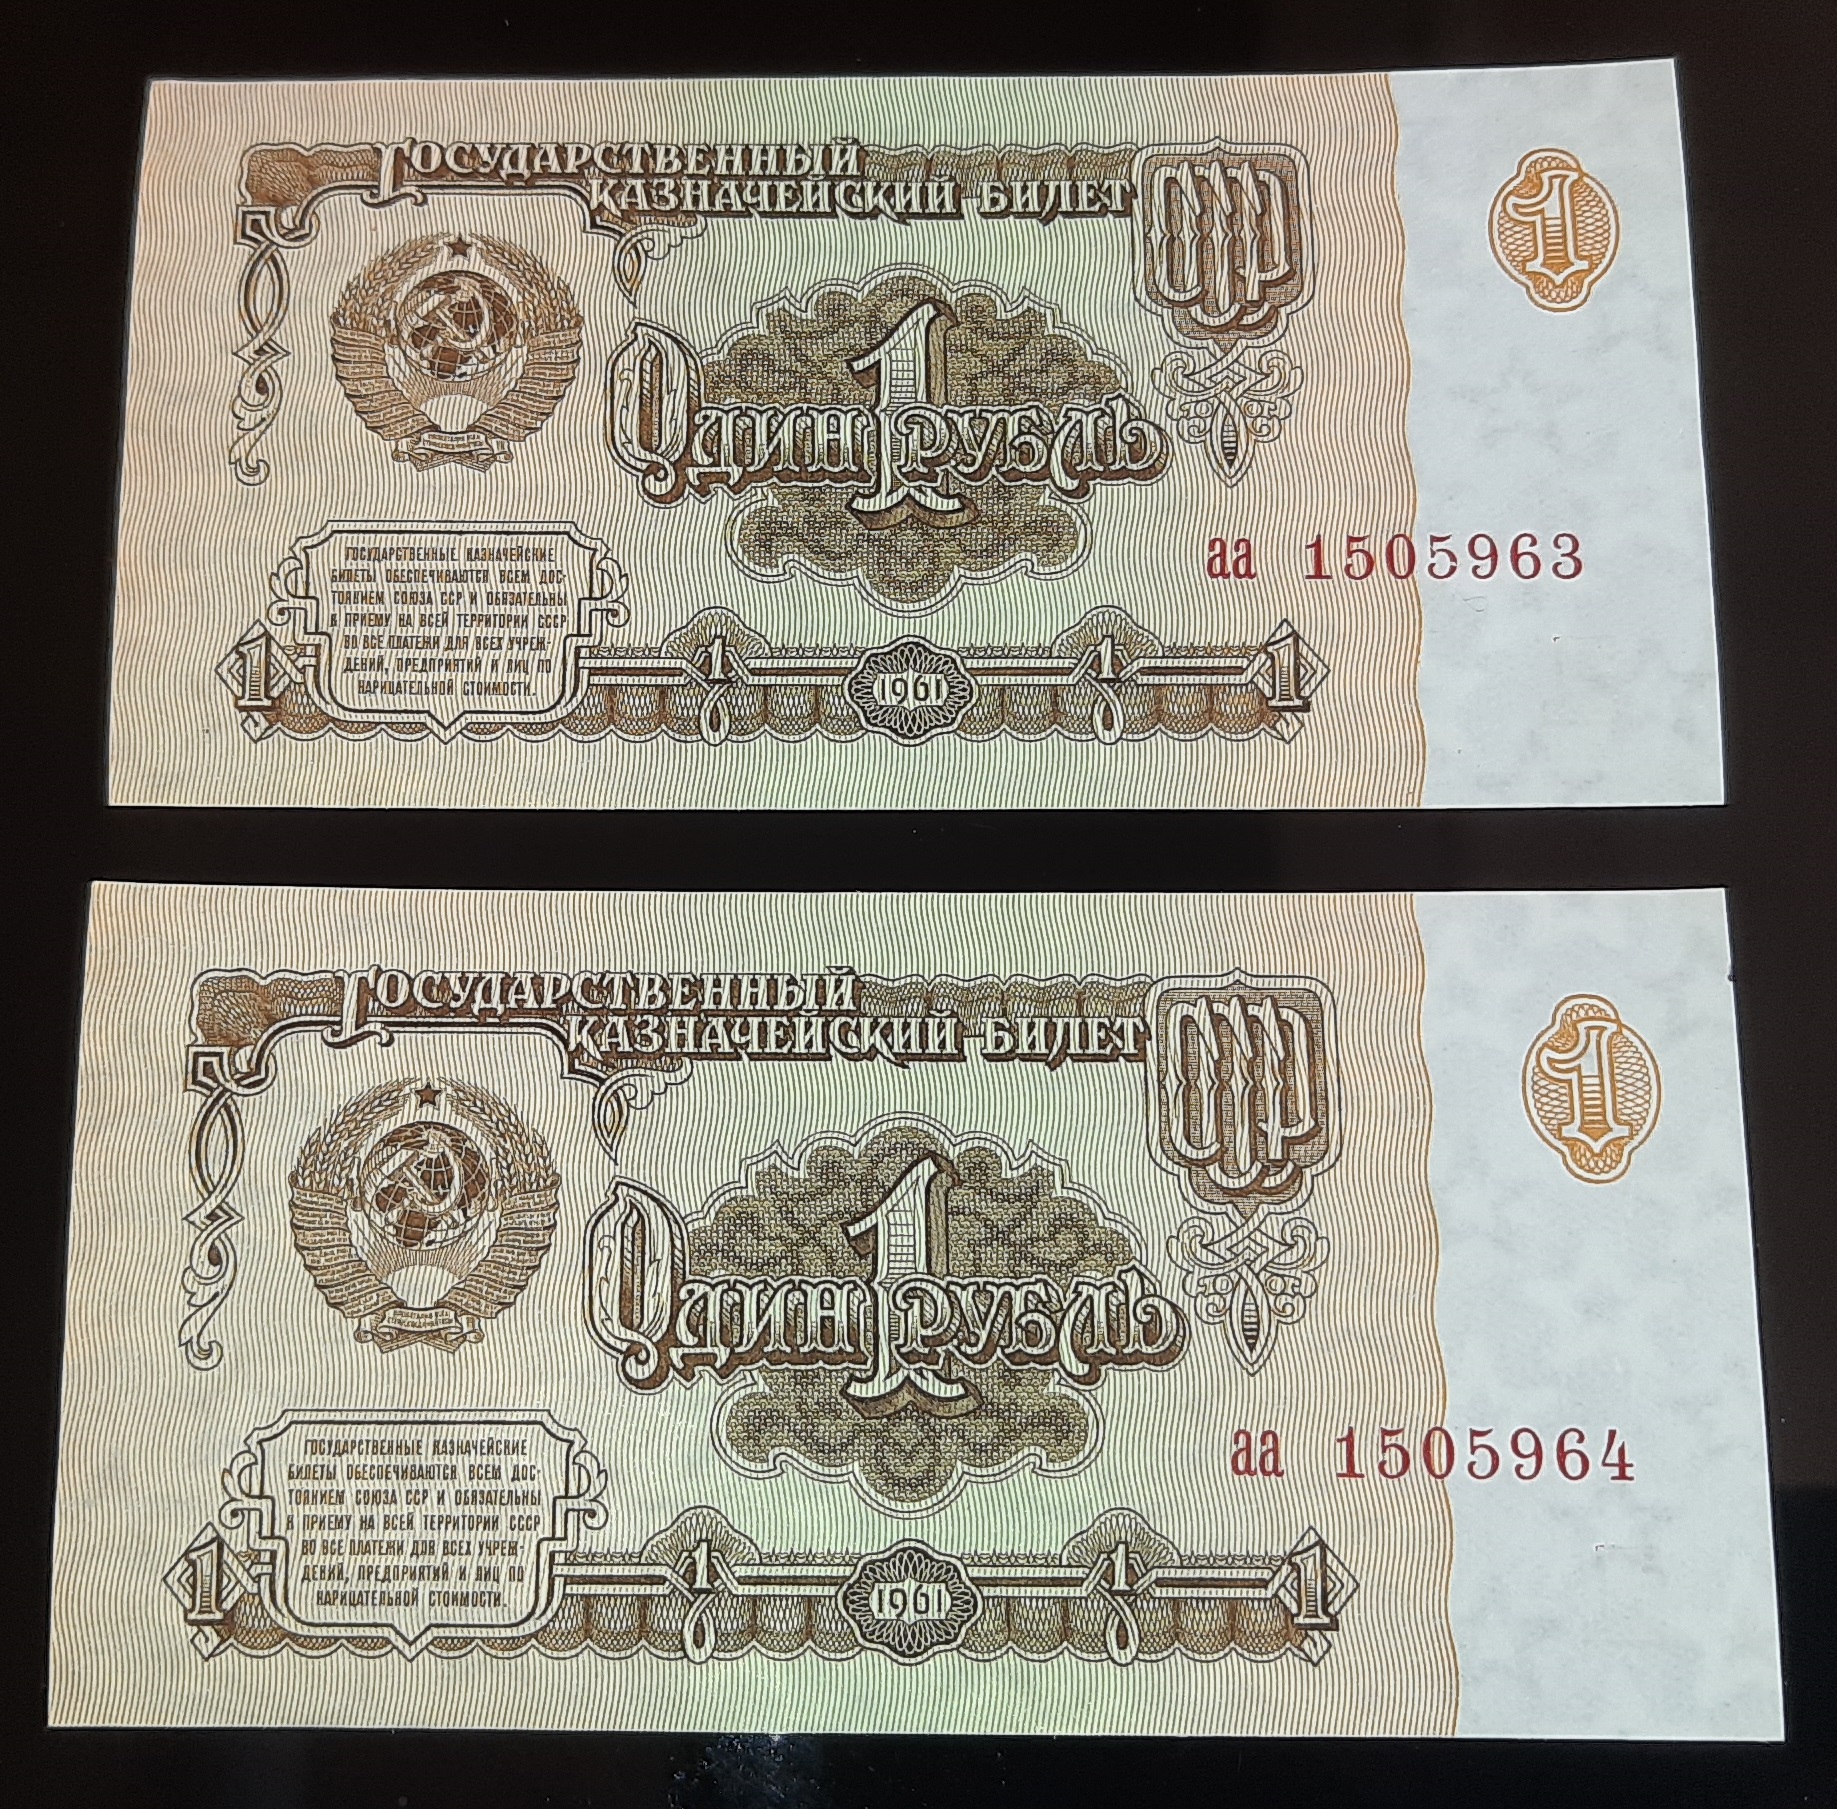 ГОСУДАРСТВЕННЫЙ
КАЗНАЧЕЙСКИЙ БИЛЕТ
СССР
1
1
ОДИН РУБЛЬ
аа 1505963
ГОСУДАРСТВЕННЫЕ КАЗНАЧЕЙСКИЕ
БИЛЕТЫ ОБЕСПЕЧИВАЮТСЯ ВСЕМ ДОС-
ТОЯНИЕМ СОЮЗА ССР И ОБЯЗАТЕЛЬНЫ
К ПРИЕМУ НА ВСЕЙ ТЕРРИТОРИИ СССР
ВО ВСЕ ПЛАТЕЖИ ДЛЯ ВСЕХ УЧРЕЖ-
ДЕНИЙ, ПРЕДПРИЯТИЙ И ЛИЦ ПО
НАРИЦАТЕЛЬНОЙ СТОИМОСТИ.
1 1 1961 1 1
ГОСУДАРСТВЕННЫЙ
КАЗНАЧЕЙСКИЙ БИЛЕТ
СССР
1
1
ОДИН РУБЛЬ
аа 1505964
ГОСУДАРСТВЕННЫЕ КАЗНАЧЕЙСКИЕ
БИЛЕТЫ ОБЕСПЕЧИВАЮТСЯ ВСЕМ ДОС-
ТОЯНИЕМ СОЮЗА ССР И ОБЯЗАТЕЛЬНЫ
К ПРИЕМУ НА ВСЕЙ ТЕРРИТОРИИ СССР
ВО ВСЕ ПЛАТЕЖИ ДЛЯ ВСЕХ УЧРЕЖ-
ДЕНИЙ, ПРЕДПРИЯТИЙ И ЛИЦ ПО
НАРИЦАТЕЛЬНОЙ СТОИМОСТИ.
1 1 1961 1 1